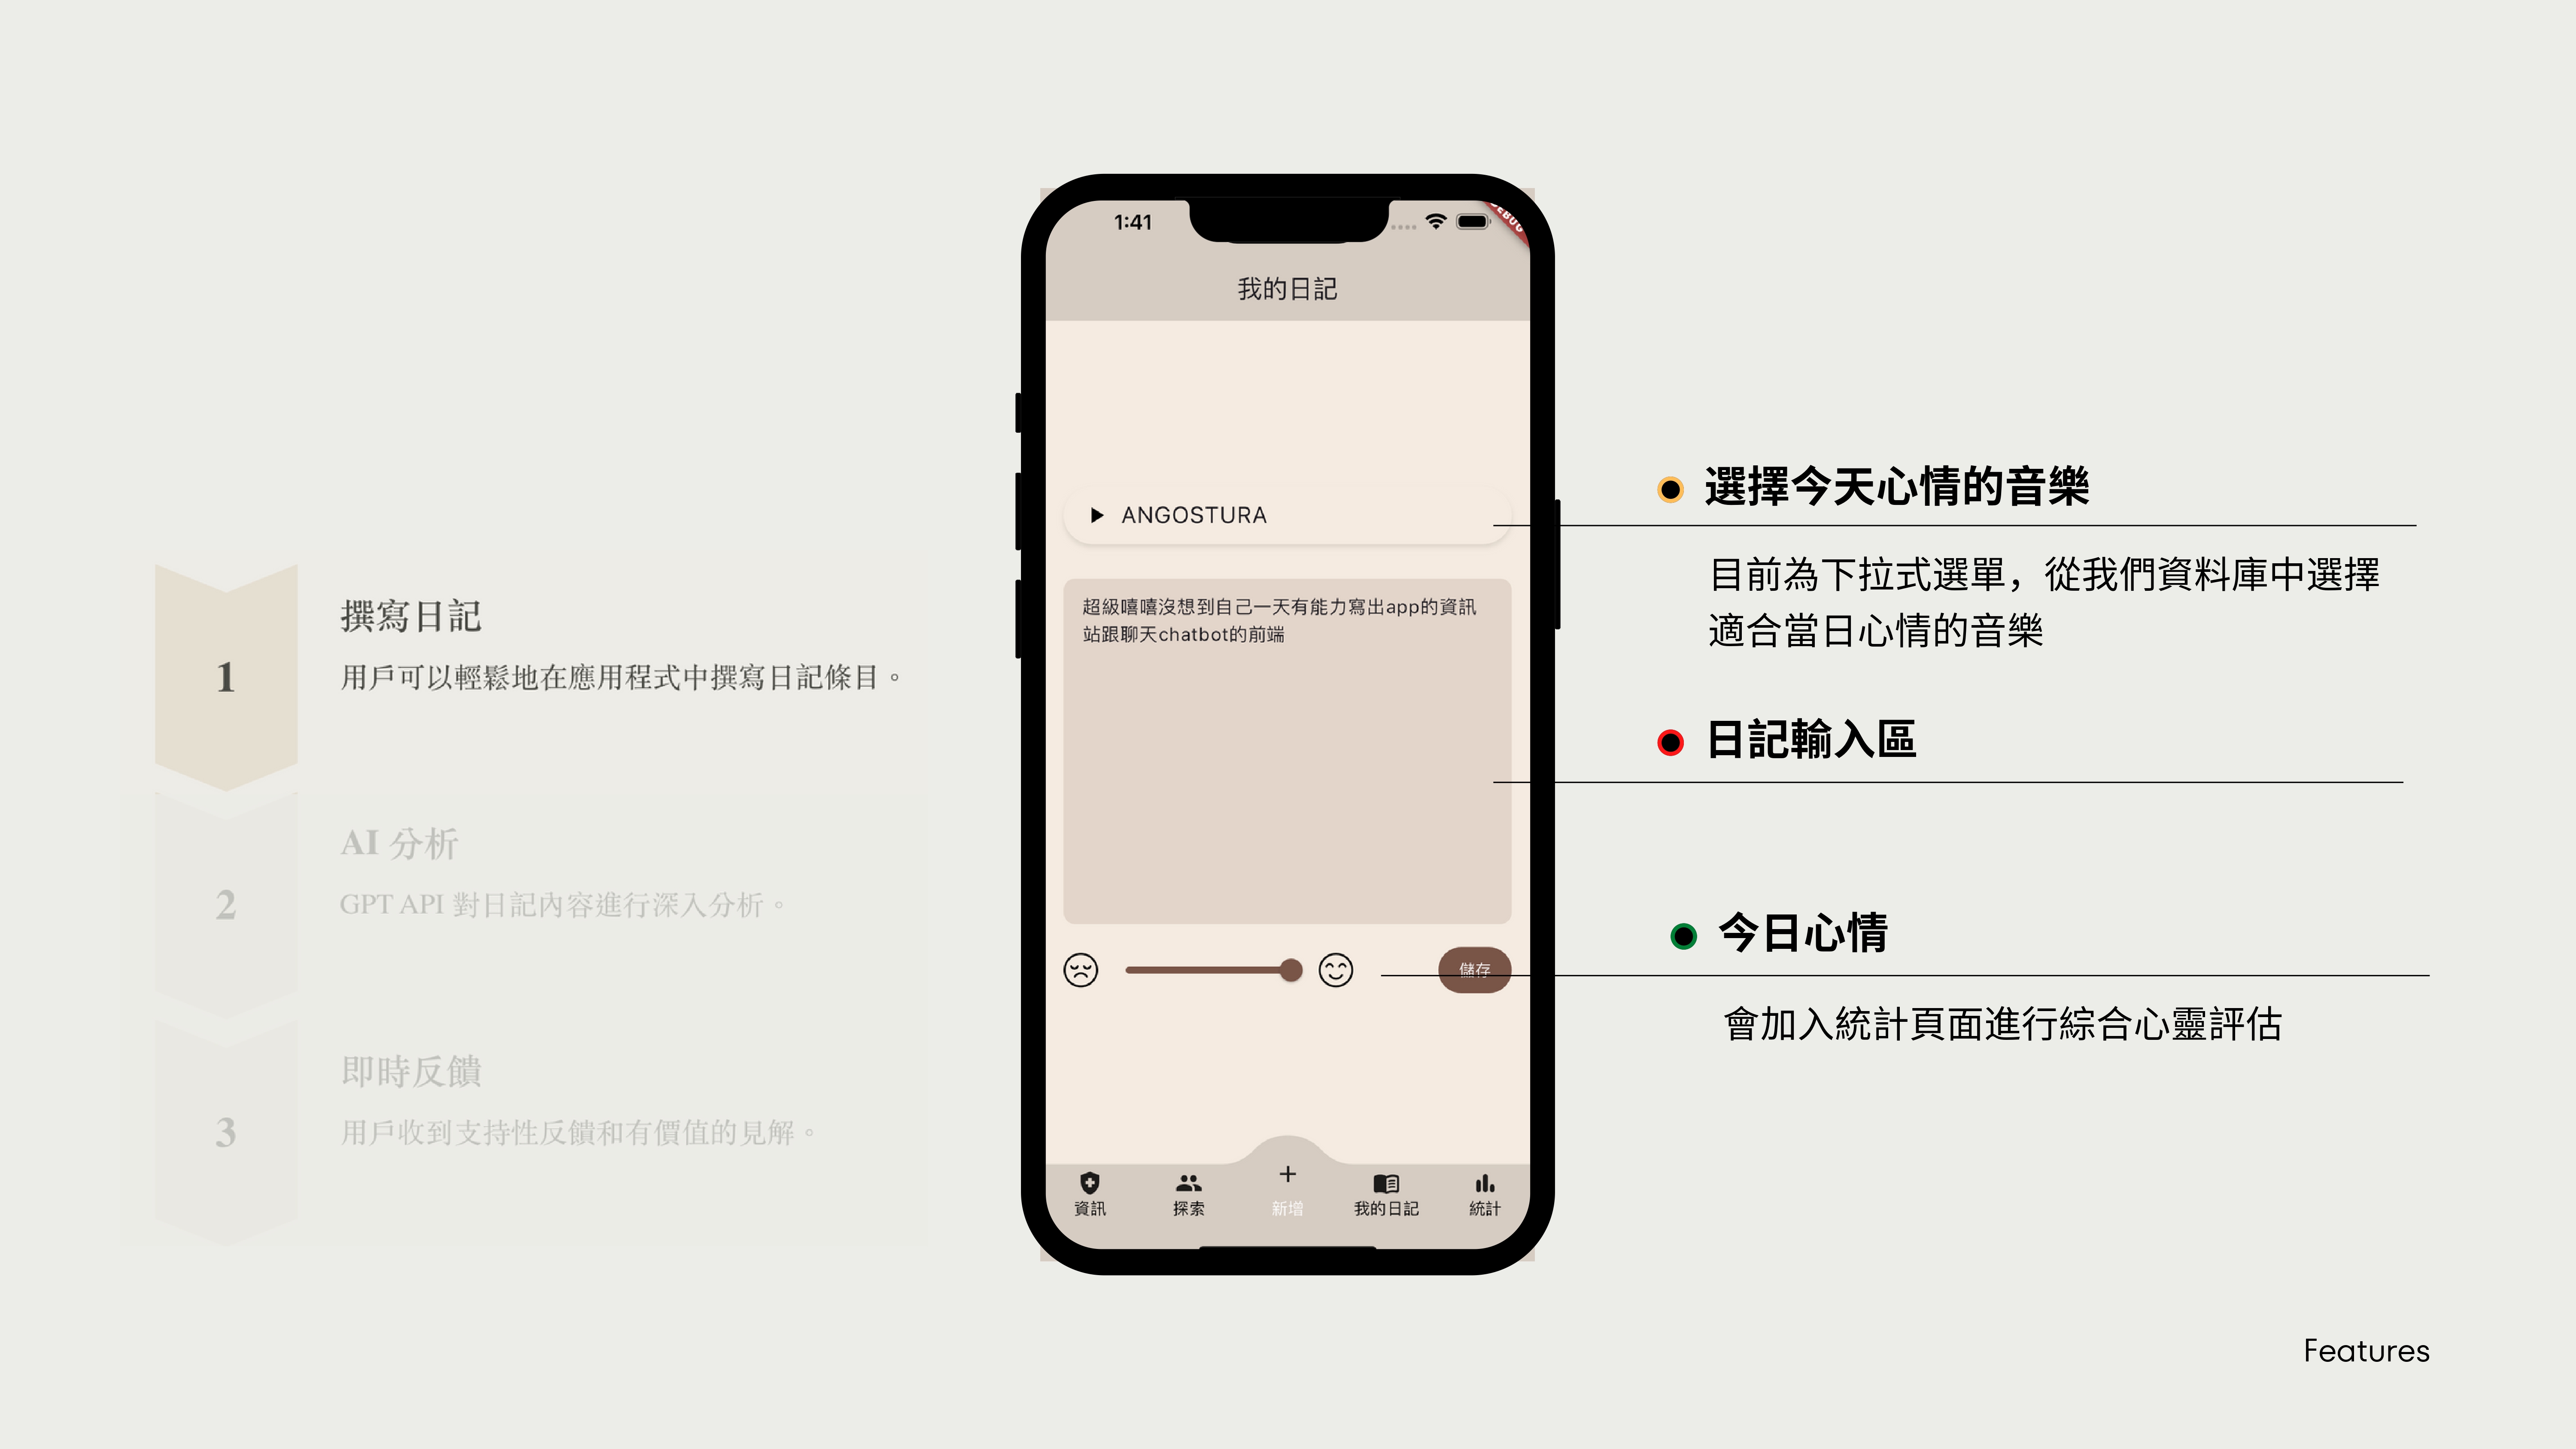 1
撰寫日記
用戶可以輕鬆地在應用程式中撰寫日記條目。
2
AI 分析
GPT API 對日記內容進行深入分析。
3
即時反饋
用戶收到支持性反饋和有價值的見解。
1:41
我的日記
ANGOSTURA
超級嘻嘻沒想到自己一天有能力寫出app的資訊
站跟聊天chatbot的前端
儲存
資訊
探索
新增
我的日記
統計
選擇今天心情的音樂
目前為下拉式選單，從我們資料庫中選擇
適合當日心情的音樂
日記輸入區
今日心情
會加入統計頁面進行綜合心靈評估
Features